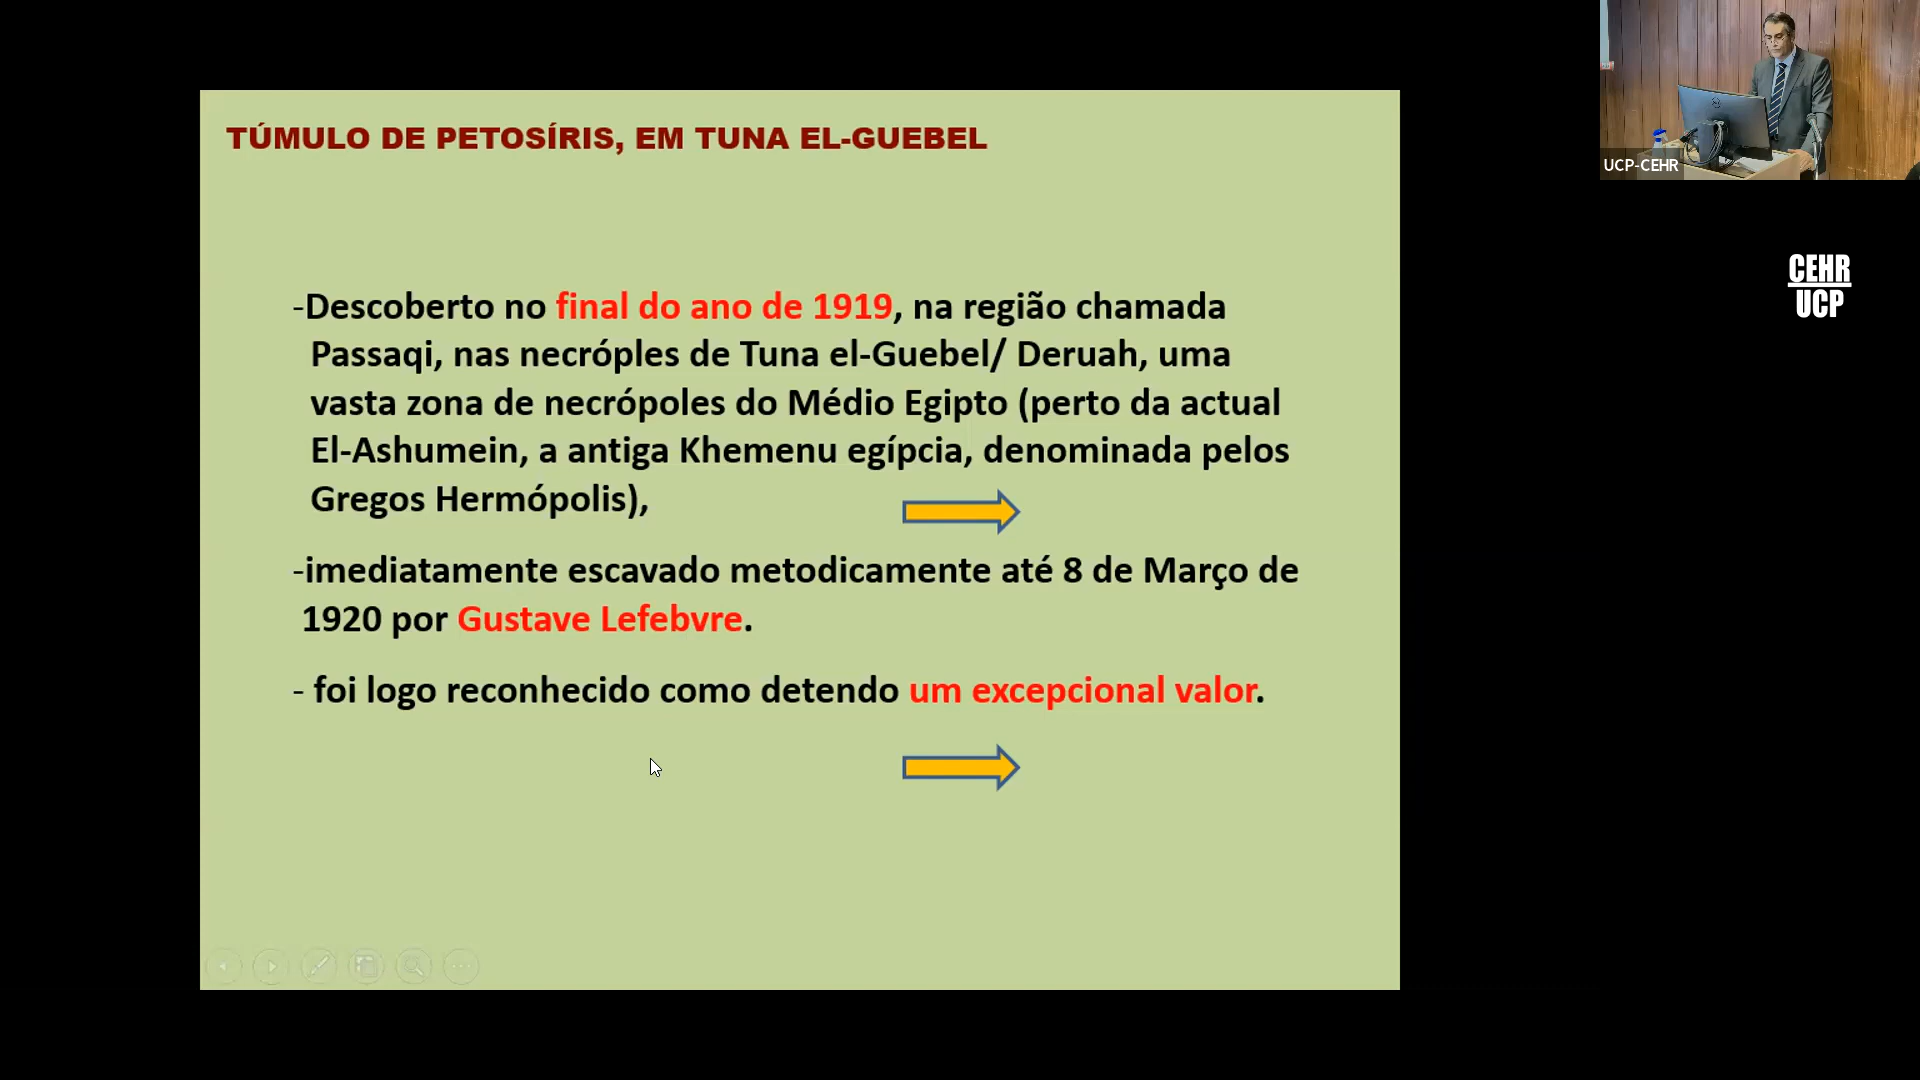 TÚMULO DE PETOSÍRIS, EM TUNA EL-GUEBEL
-Descoberto no final do ano de 1919, na região chamada
Passaqi, nas necróples de Tuna el-Guebel/ Deruah, uma
vasta zona de necrópoles do Médio Egipto (perto da actual
El-Ashumein, a antiga Khemenu egípcia, denominada pelos
Gregos Hermópolis),
-imediatamente escavado metodicamente até 8 de Março de
1920 por Gustave Lefebvre.
- foi logo reconhecido como detendo um excepcional valor.
UCP-CEHR
CEHR
UCP